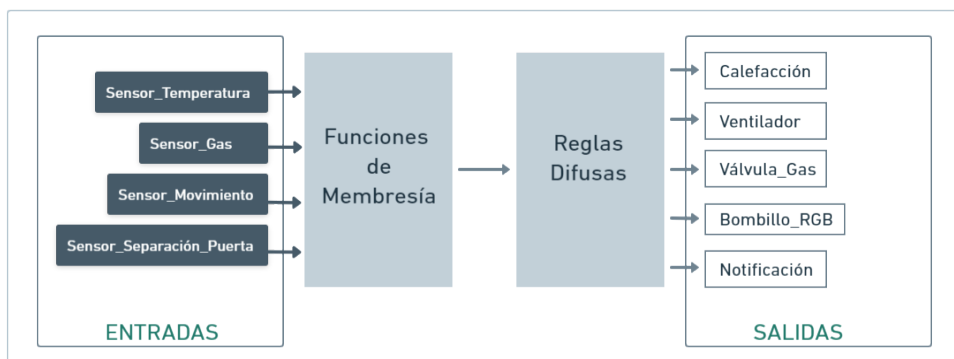 Sensor_Temperatura
Sensor_Gas
Sensor_Movimiento
Sensor_Separación_Puerta
ENTRADAS
Funciones
de
Membresía
Reglas
Difusas
Calefacción
Ventilador
Válvula_Gas
Bombillo_RGB
Notificación
SALIDAS